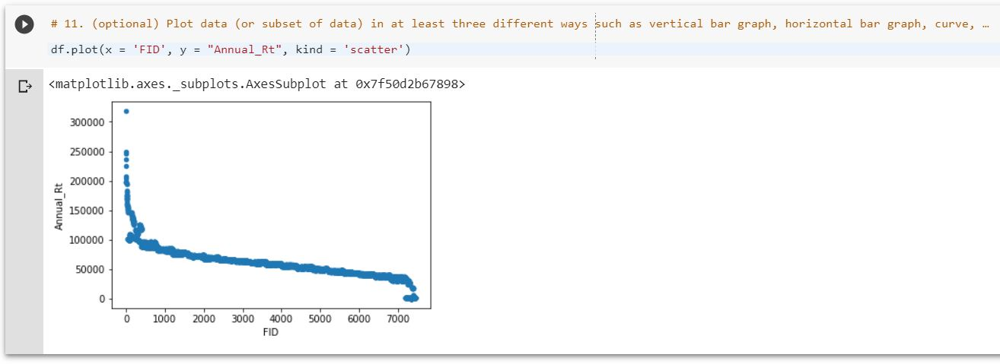 # 11. (optional) Plot data (or subset of data) in at least three different ways such as vertical bar graph, horizontal bar graph, curve, …
df.plot(x = 'FID', y = "Annual_Rt", kind = 'scatter')
<matplotlib.axes._subplots.AxesSubplot at 0x7f50d2b67898>
300000
250000
200000
150000
100000
50000
0
Annual_Rt
0 1000 2000 3000 4000 5000 6000 7000
FID